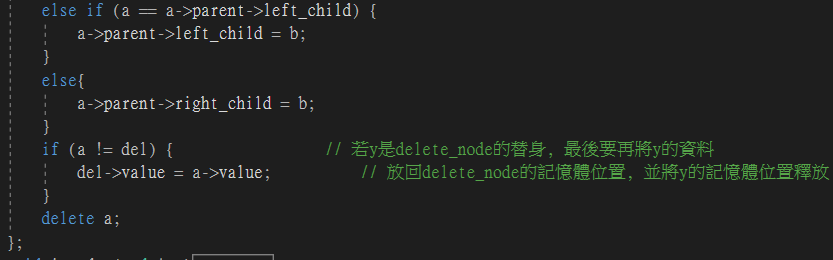 else if (a == a->parent->left_child) {
a->parent->left_child = b;
}
else{
a->parent->right_child = b;
}
if (a != del) { // 若y是delete_node的替身, 最後要再將y的資料
del->value = a->value; // 放回delete_node的記憶體位置, 並將y的記憶體位置釋放
}
delete a;
};